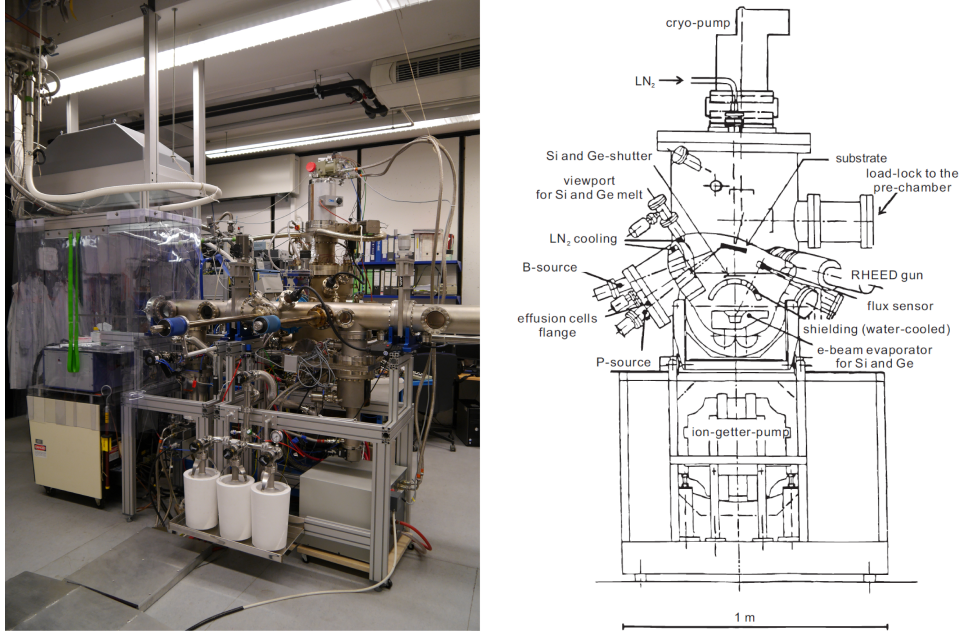 cryo-pump
LN₂
Si and Ge-shutter
substrate
viewport
for Si and Ge melt
load-lock to the
pre-chamber
LN₂ cooling
B-source
RHEED gun
flux sensor
effusion cells
flange
shielding (water-cooled)
e-beam evaporator
for Si and Ge
P-source
ion-getter-pump
1 m